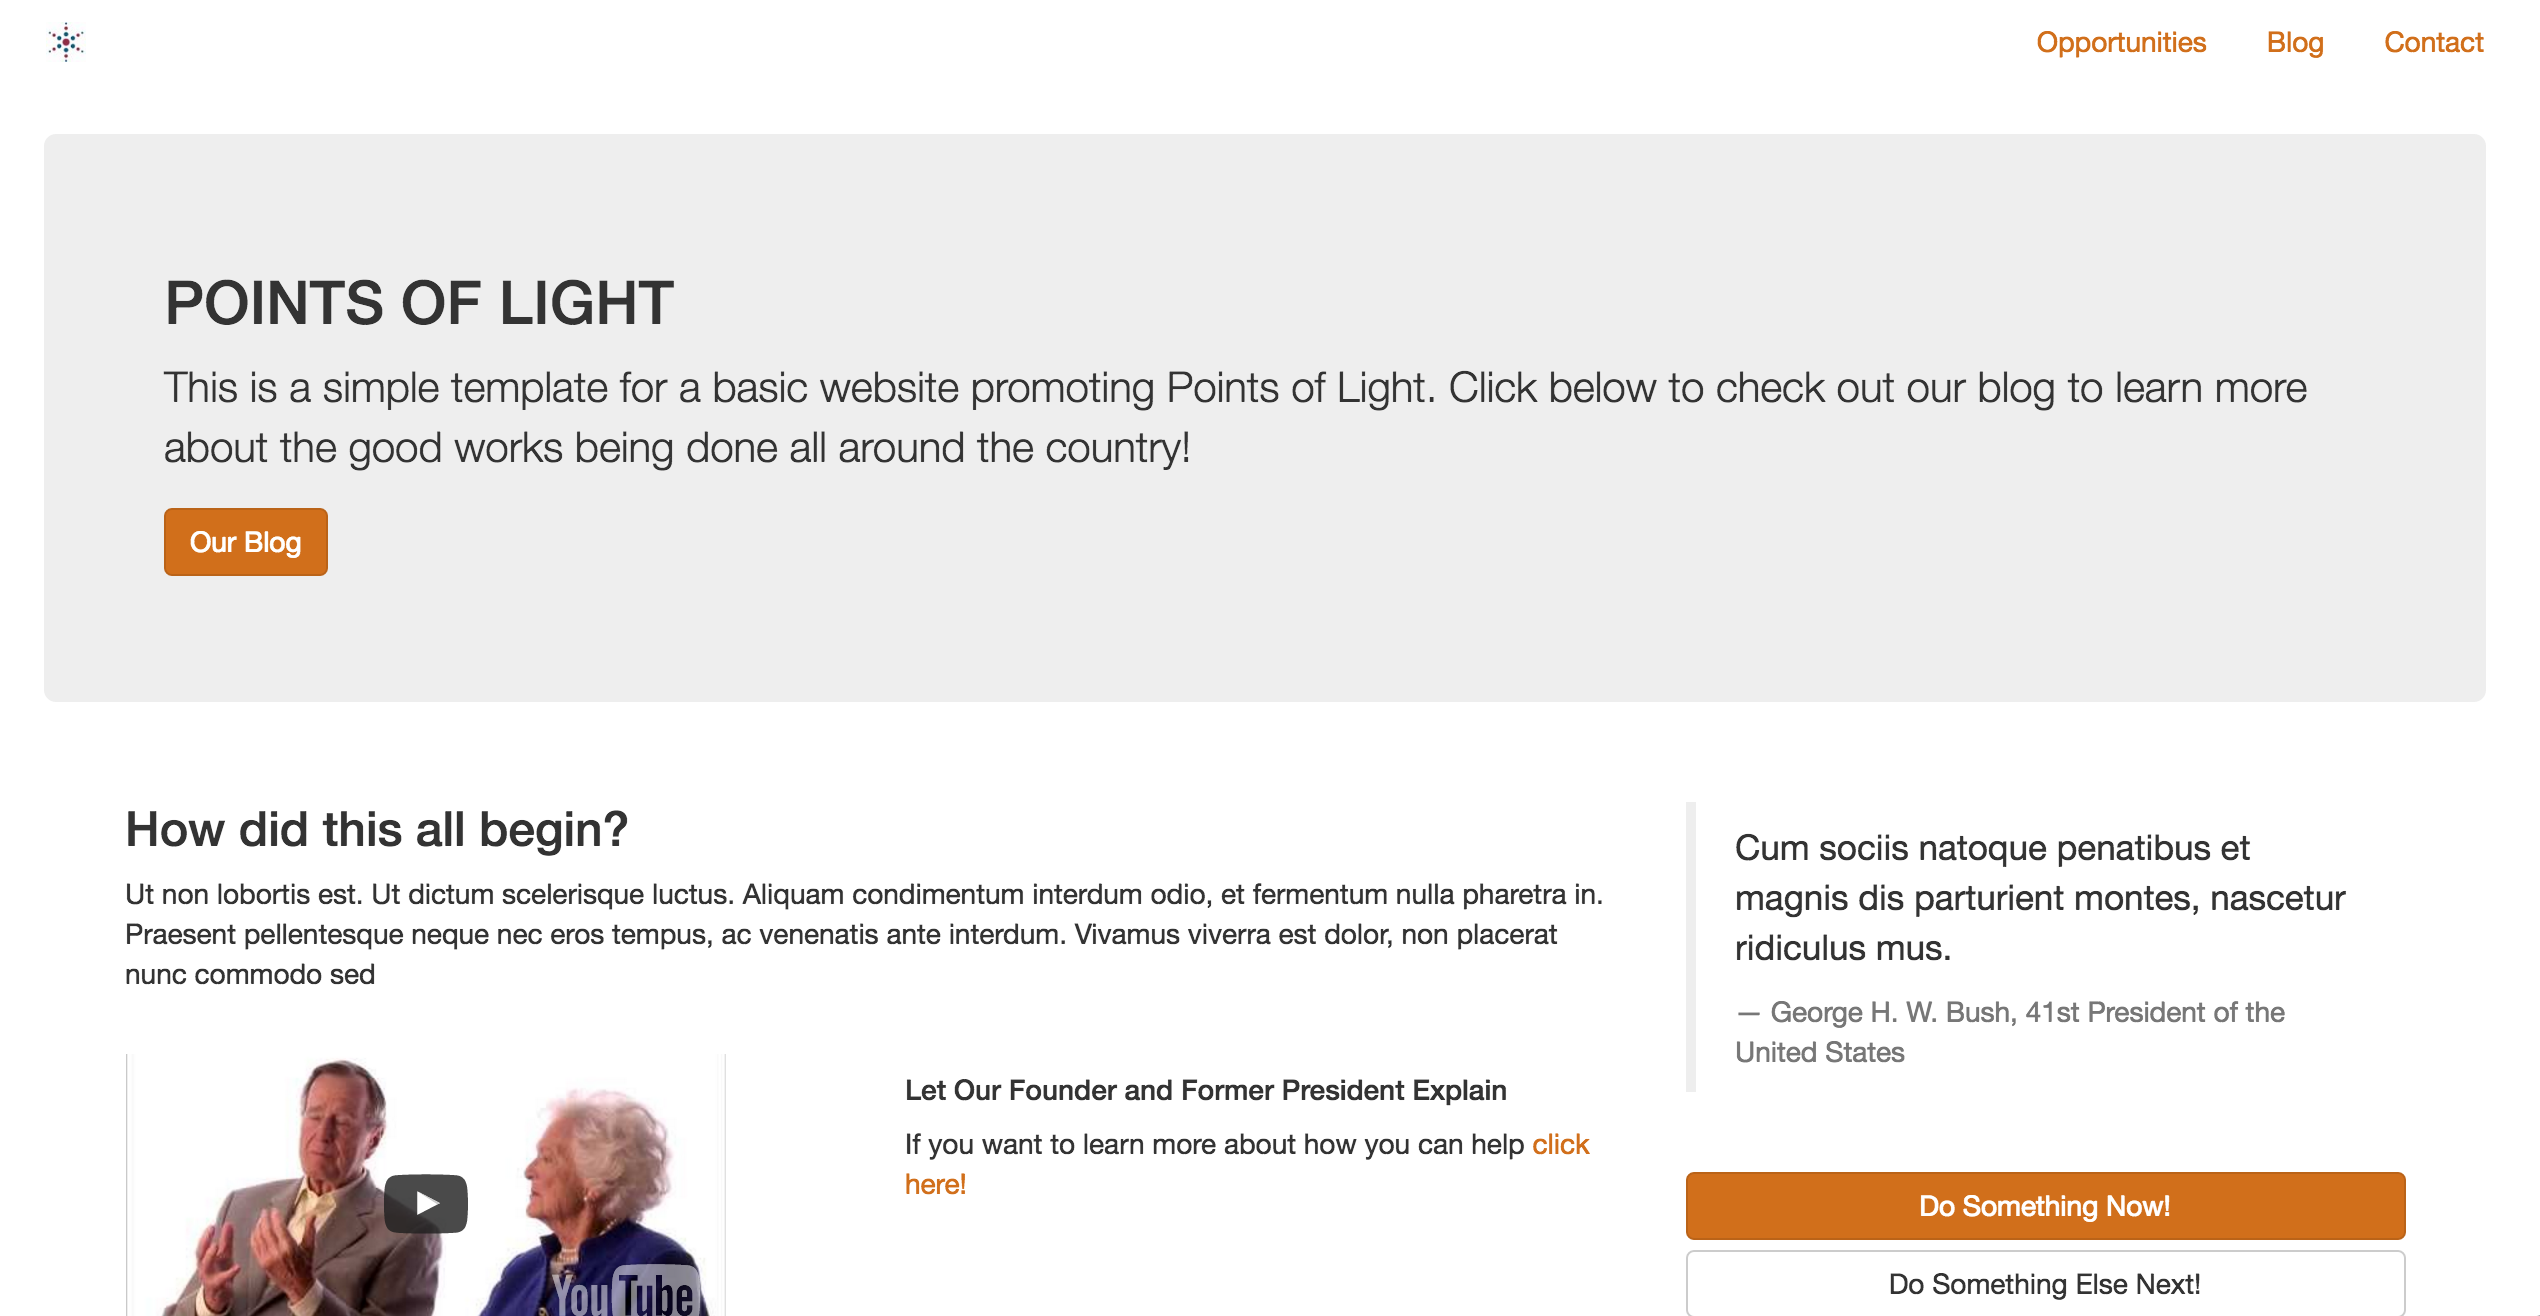 Opportunities Blog Contact
POINTS OF LIGHT
This is a simple template for a basic website promoting Points of Light. Click below to check out our blog to learn more
about the good works being done all around the country!
Our Blog
How did this all begin?
Ut non lobortis est. Ut dictum scelerisque luctus. Aliquam condimentum interdum odio, et fermentum nulla pharetra in.
Praesent pellentesque neque nec eros tempus, ac venenatis ante interdum. Vivamus viverra est dolor, non placerat
nunc commodo sed
YouTube
Let Our Founder and Former President Explain
If you want to learn more about how you can help click
here!
Cum sociis natoque penatibus et
magnis dis parturient montes, nascetur
ridiculus mus.
— George H. W. Bush, 41st President of the
United States
Do Something Now!
Do Something Else Next!